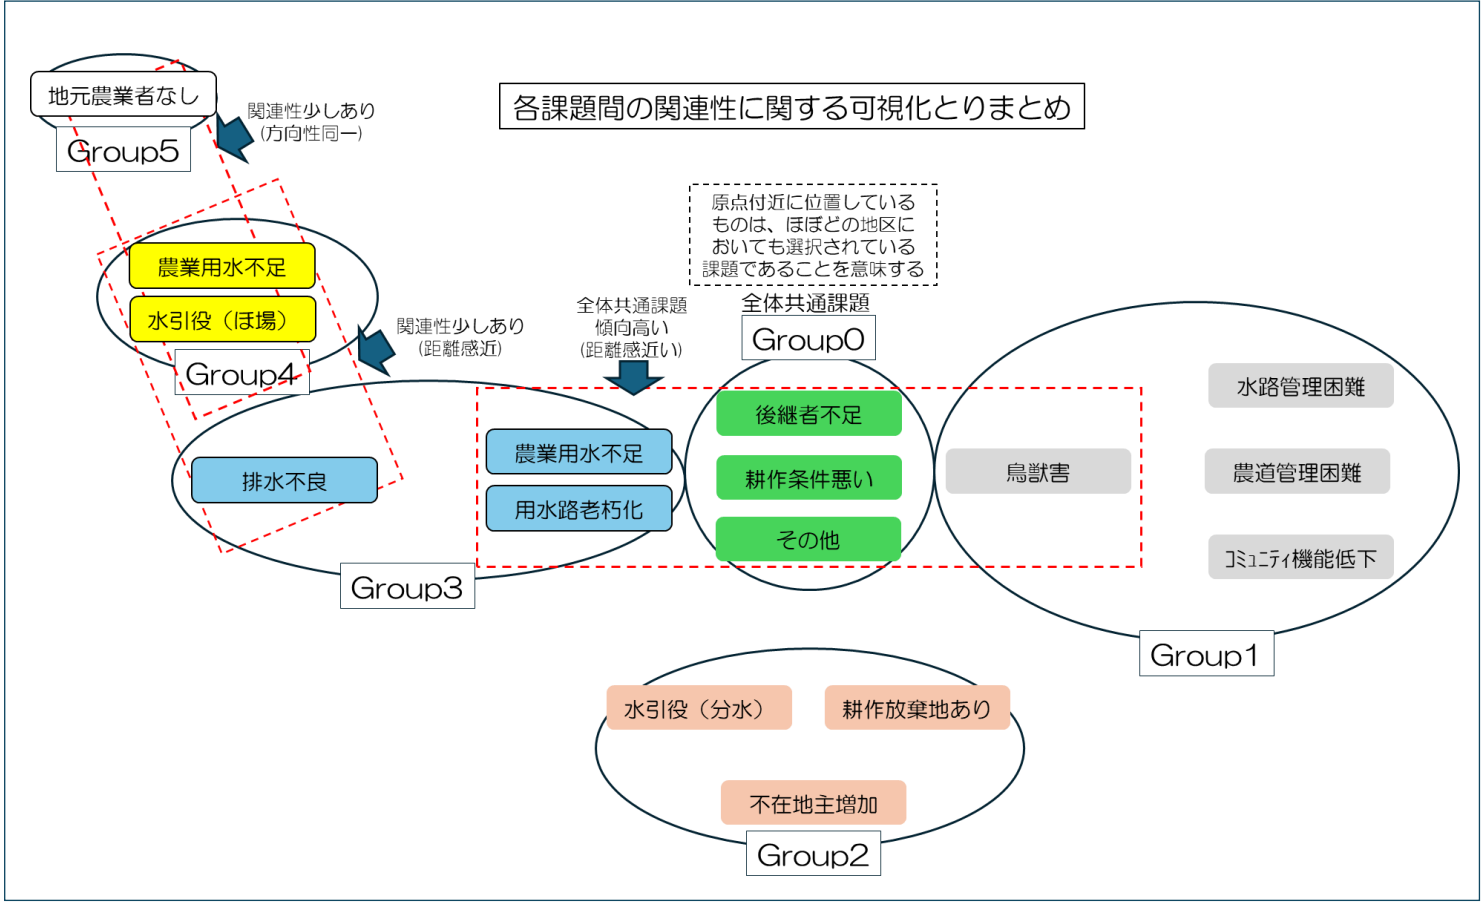 各課題間の関連性に関する可視化とりまとめ
地元農業者なし
Group5
関連性少しあり
(方向性同一)
農業用水不足
水引役（ほ場）
Group4
関連性少しあり
(距離感近)
排水不良
農業用水不足
用水路老朽化
Group3
全体共通課題
傾向高い
(距離感近い)
原点付近に位置している
ものは、ほぼどの地区に
おいても選択されている
課題であることを意味する
全体共通課題
Group0
後継者不足
耕作条件悪い
その他
鳥獣害
水路管理困難
農道管理困難
ｺﾐｭﾆﾃｨ機能低下
Group1
水引役（分水）
耕作放棄地あり
不在地主増加
Group2